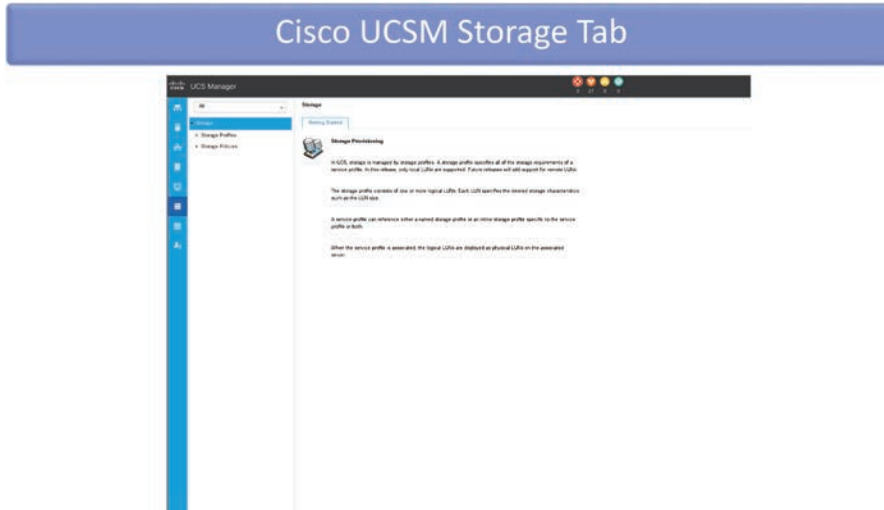 Cisco UCSM Storage Tab
CISCO UCS Manager
All
Storage
Storage Profiles
Storage Policies
Storage
Getting Started
Storage Provisioning
In UCS, storage is managed by storage profiles. A storage profile specifies all of the storage requirements of a
service profile. In this release, only local LUNs are supported. Future releases will add support for remote LUNs.
The storage profile consists of one or more logical LUNs. Each LUN specifies the desired storage characteristics
such as the LUN size.
A service profile can reference either a named storage profile or an inline storage profile specific to the service
profile or both.
When the service profile is associated, the logical LUNs are displayed as physical LUNs on the associated
server.